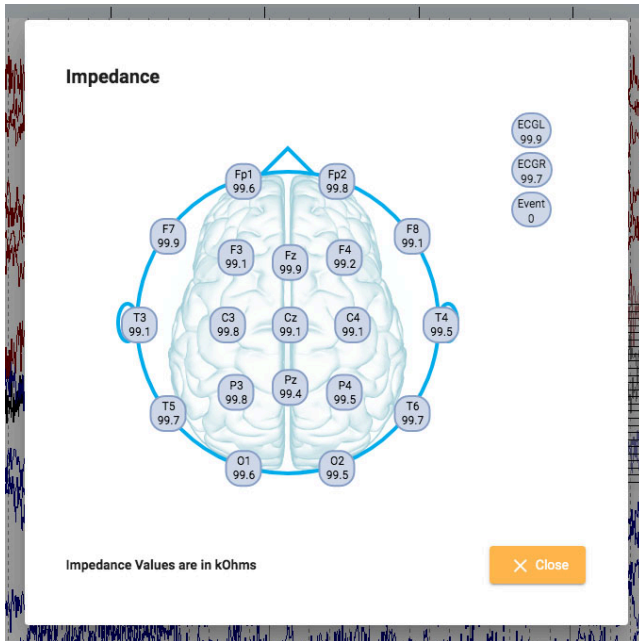 Impedance
ECGL
99.9
ECGR
99.7
Event
0
Fp1
99.6
Fp2
99.8
F7
99.9
F3
99.1
Fz
99.9
F4
99.2
F8
99.1
T3
99.1
C3
99.8
Cz
99.1
C4
99.1
T4
99.5
T5
99.7
P3
99.8
Pz
99.4
P4
99.5
T6
99.7
O1
99.6
O2
99.5
Impedance Values are in kOhms
Close